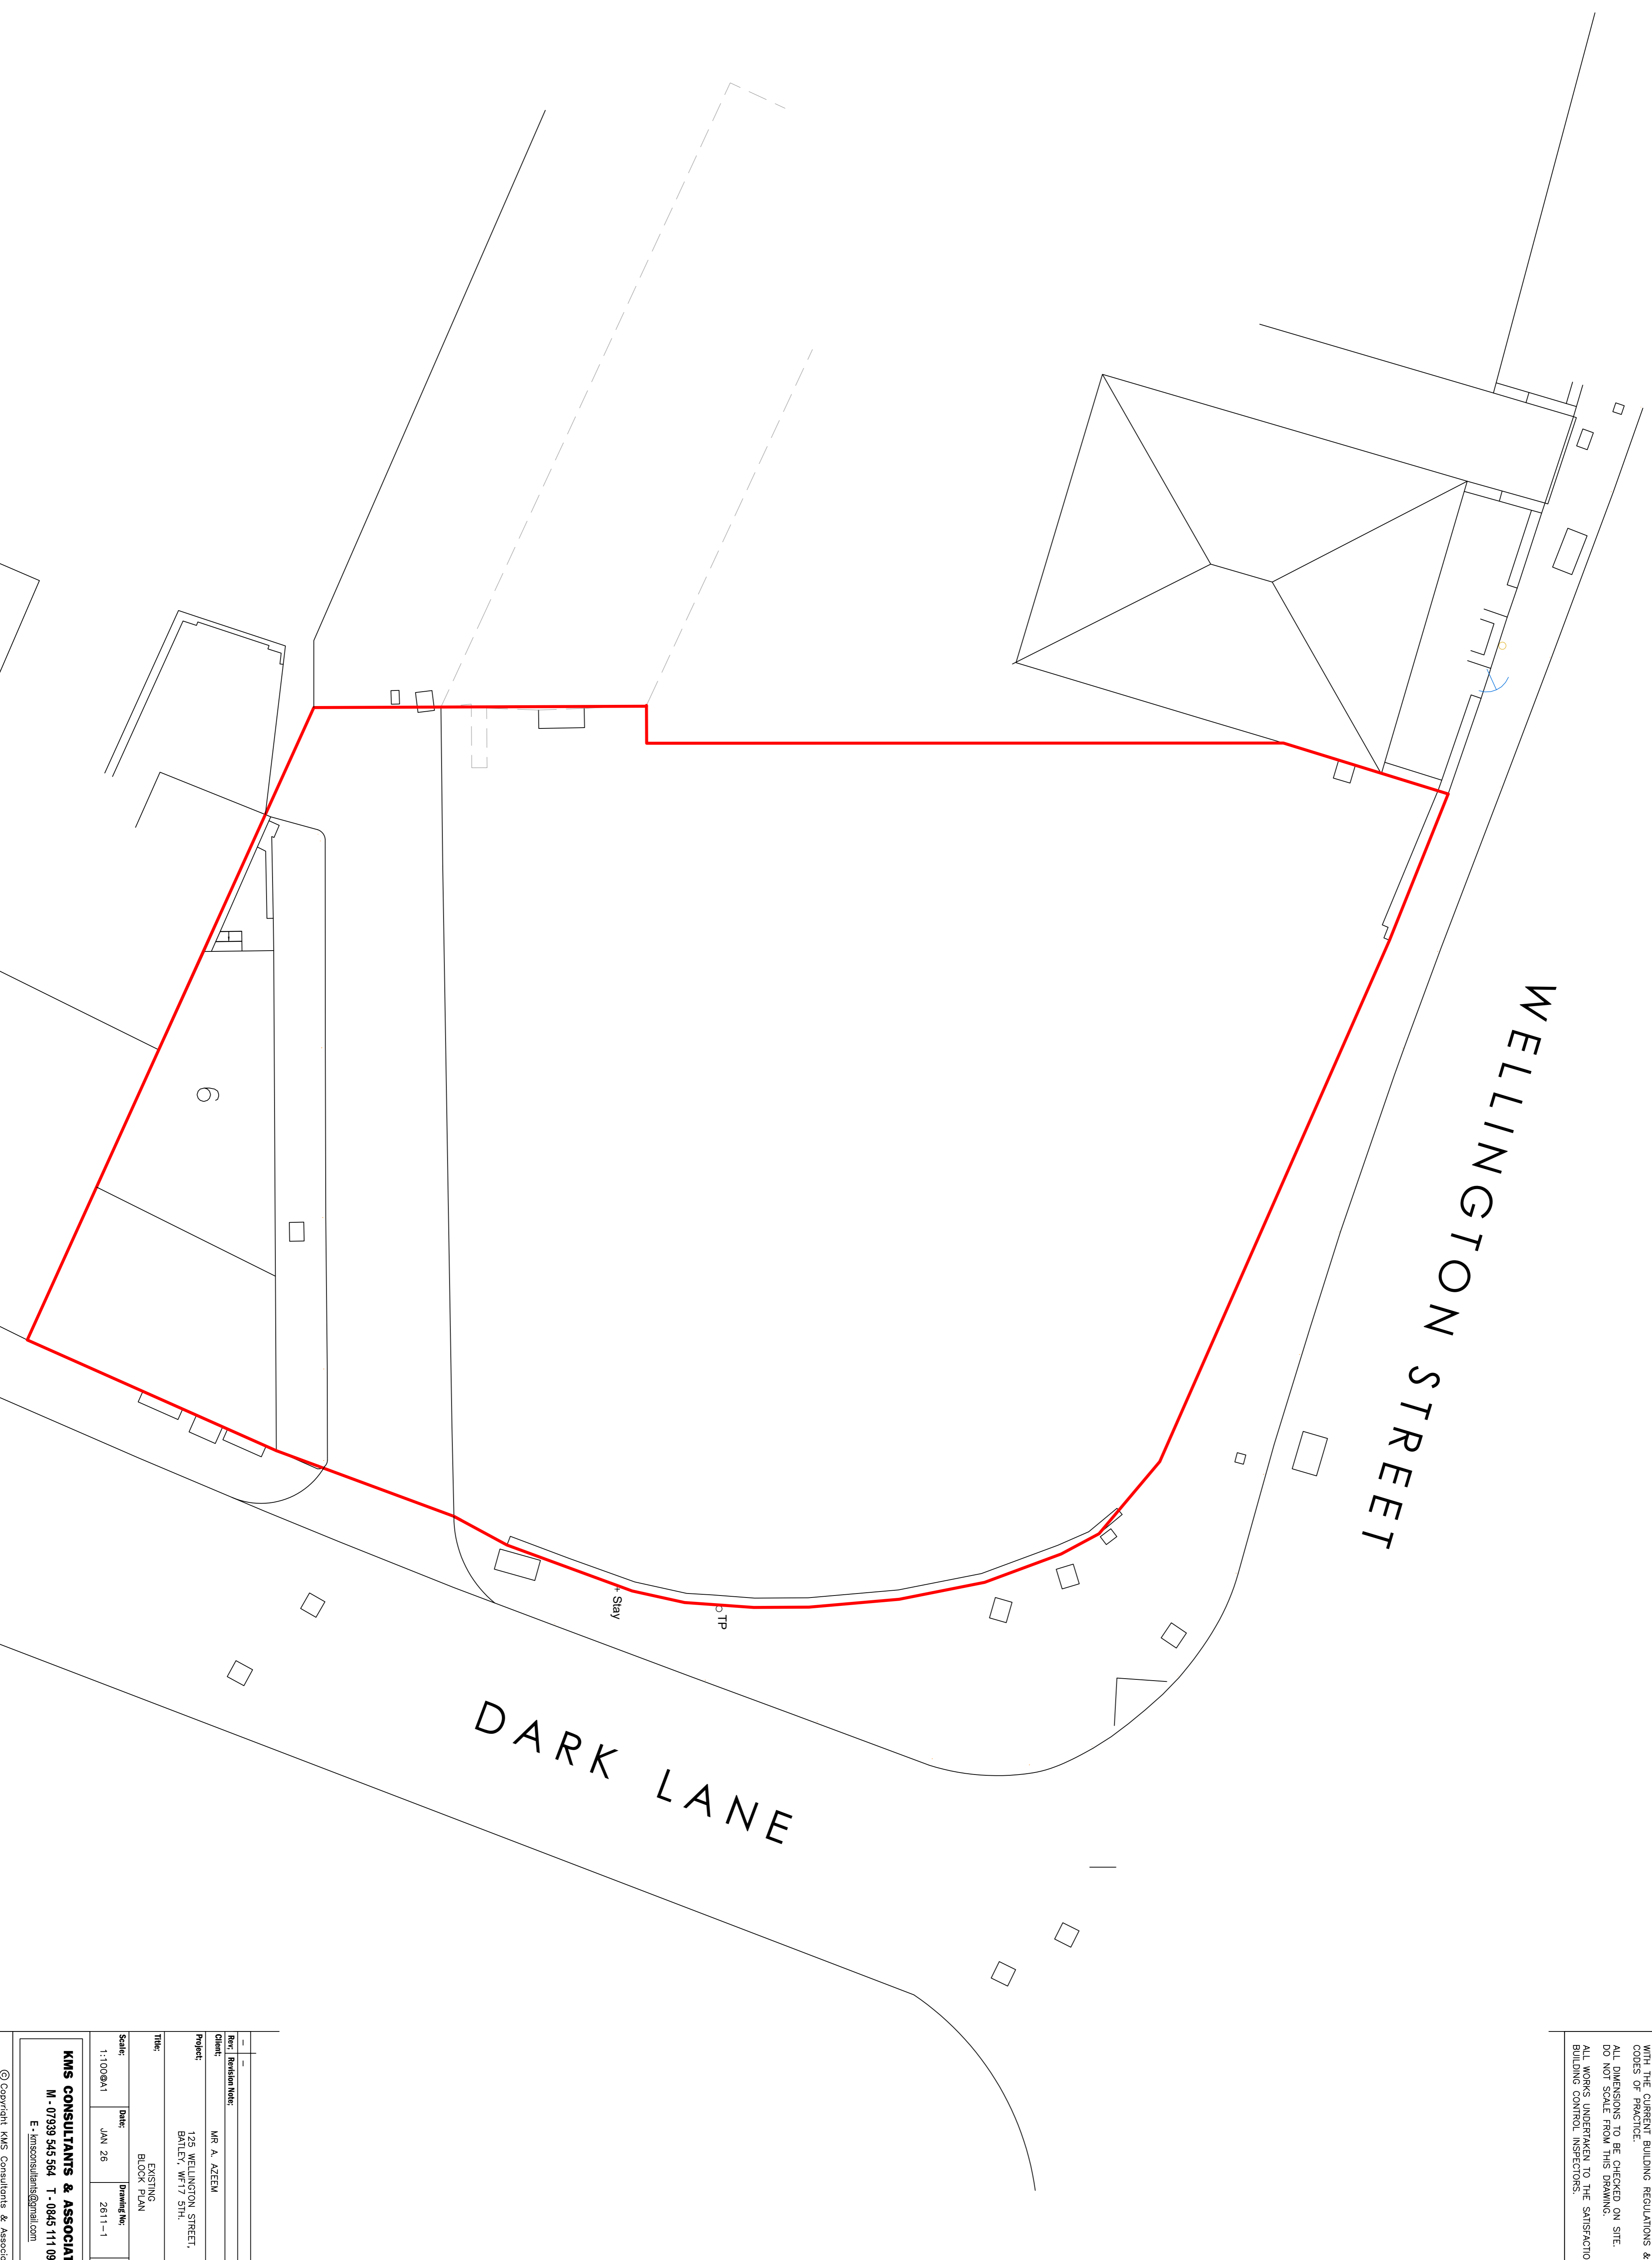 WITH THE CURRENT BUILDING REGULATIONS &
CODES OF PRACTICE.
ALL DIMENSIONS TO BE CHECKED ON SITE.
DO NOT SCALE FROM THIS DRAWING.
ALL WORKS UNDERTAKEN TO THE SATISFACTIO
BUILDING CONTROL INSPECTORS.
WELLINGTON STREET
DARK LANE
TP
+ Stay
9
- -
Rev; Revision Note;
Client; MR A. AZEEM
Project; 125 WELLINGTON STREET,
BATLEY, WF17 5TH.
Title; EXISTING
BLOCK PLAN
Scale; Date; Drawing No;
1:100@A1 JAN 26 2611-1
KMS CONSULTANTS & ASSOCIAT
M - 07939 545 564 T - 0845 111 09
E - kmsconsultants@gmail.com
© Copyright KMS Consultants & Associa